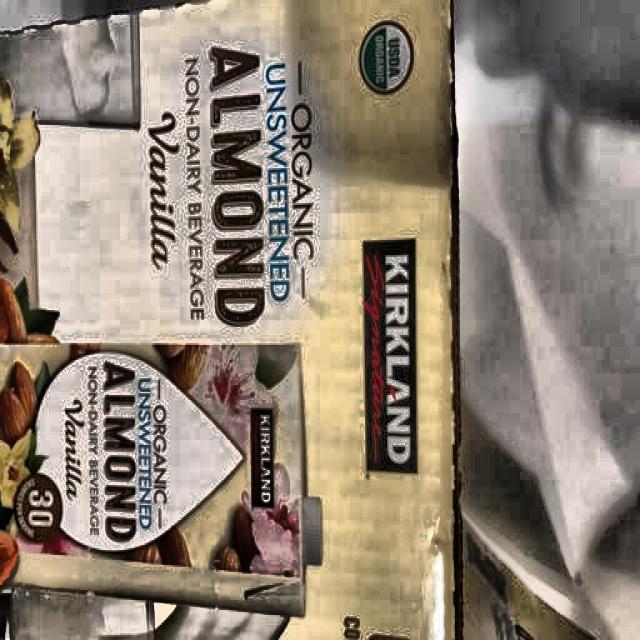 USDA
ORGANIC
KIRKLAND
Signature
ORGANIC
UNSWEETENED
ALMOND
NON-DAIRY BEVERAGE
Vanilla
KIRKLAND
ORGANIC
UNSWEETENED
ALMOND
NON-DAIRY BEVERAGE
Vanilla
30